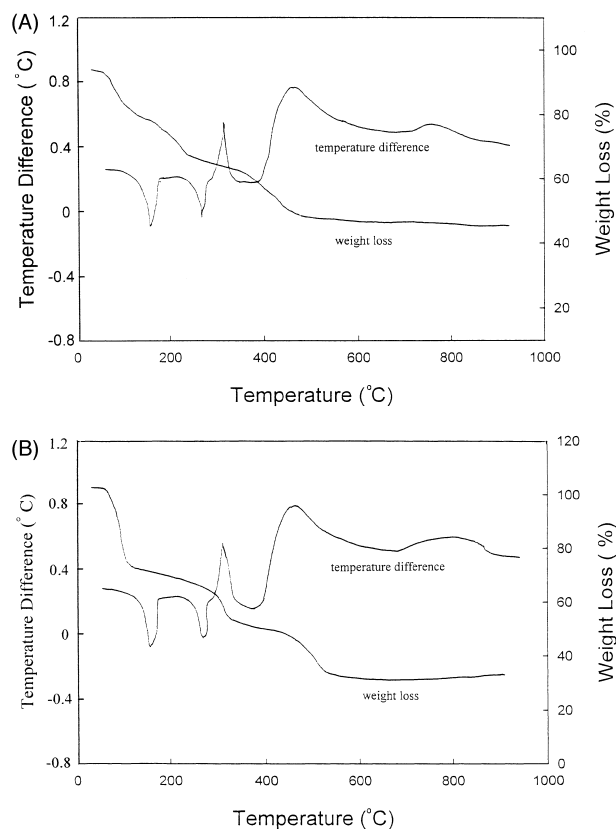 (A)
1.2
0.8
0.4
0
-0.4
-0.8
Temperature Difference (°C)
100
80
60
40
20
Weight Loss (%)
temperature difference
weight loss
0 200 400 600 800 1000
Temperature (°C)
(B)
1.2
0.8
0.4
0
-0.4
-0.8
Temperature Difference (°C)
120
100
80
60
40
20
0
Weight Loss (%)
temperature difference
weight loss
0 200 400 600 800 1000
Temperature (°C)